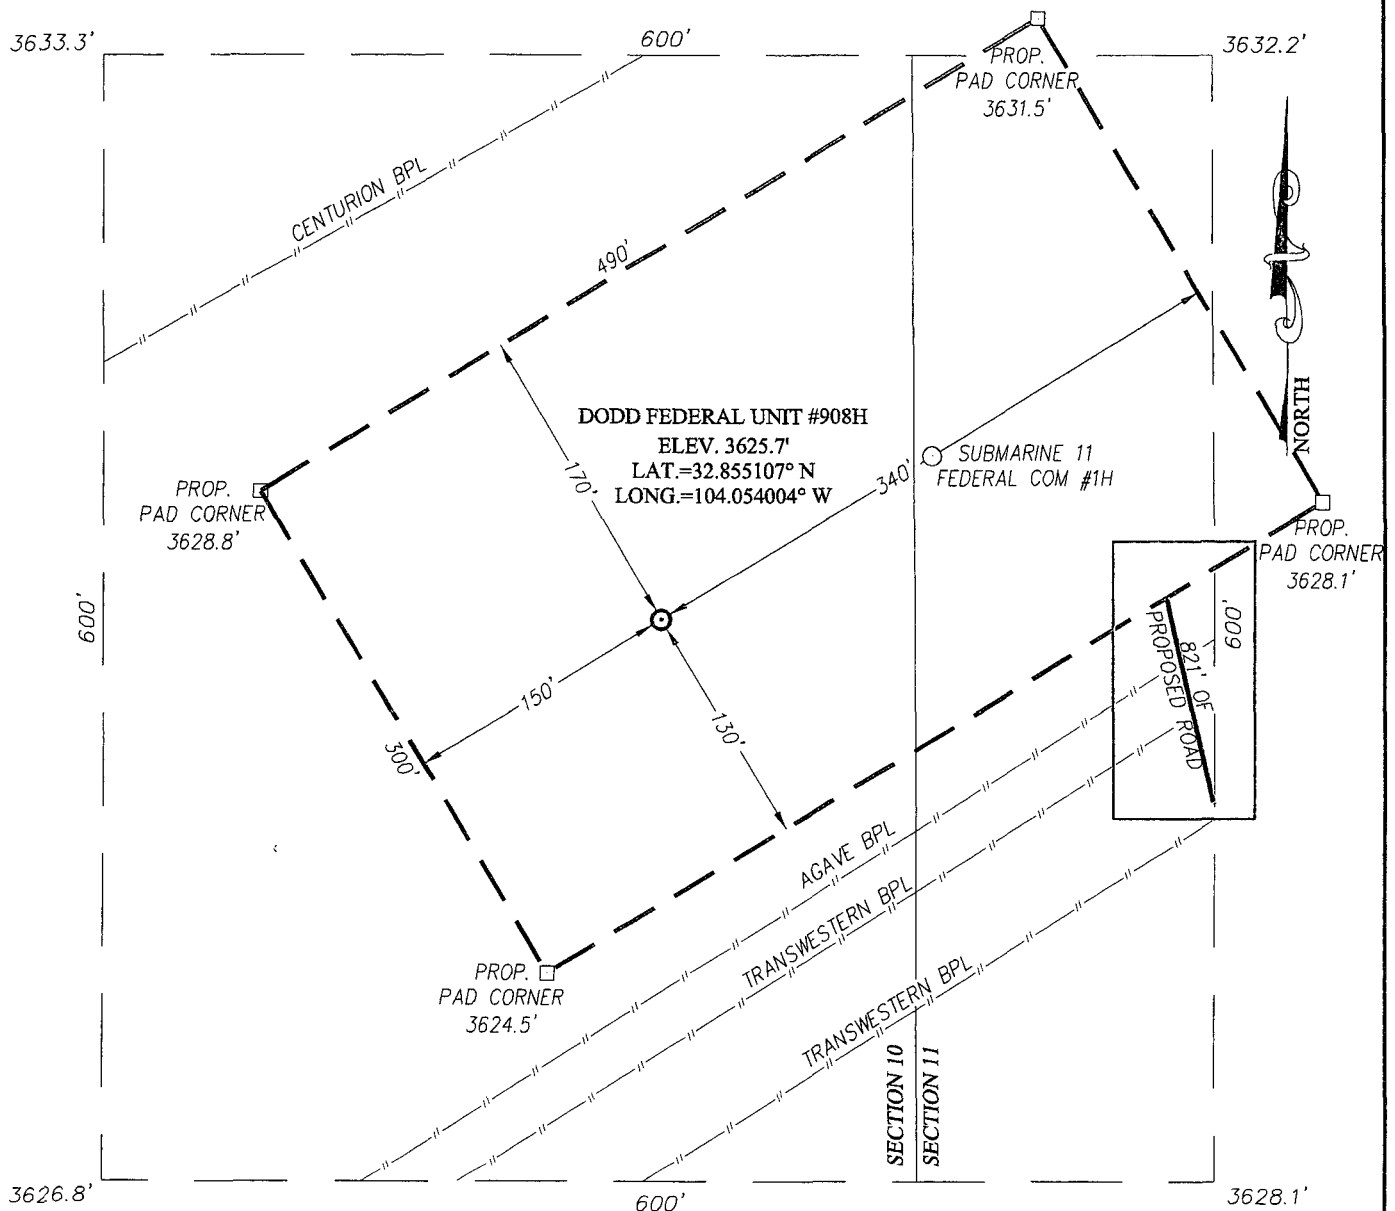 3633.3'
600'
3632.2'
PROP.
PAD CORNER
3631.5'
CENTURION BPL
490'
NORTH
DODD FEDERAL UNIT #908H
ELEV. 3625.7'
LAT.=32.855107° N
LONG.=104.054004° W
170'
340'
SUBMARINE 11
FEDERAL COM #1H
PROP.
PAD CORNER
3628.8'
PROP.
PAD CORNER
3628.1'
600'
600'
821' OF
PROPOSED ROAD
150'
130'
300'
AGAVE BPL
TRANSWESTERN BPL
TRANSWESTERN BPL
PROP.
PAD CORNER
3624.5'
SECTION 10
SECTION 11
3626.8'
600'
3628.1'